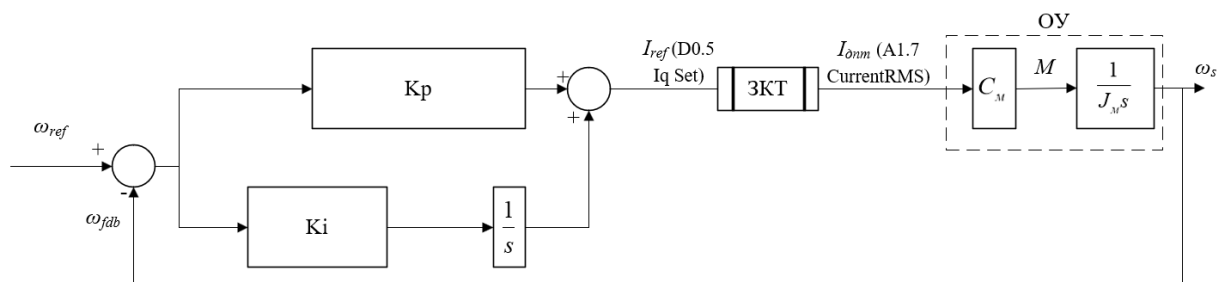 ОУ
I_ref (D0.5
Iq Set)
I_дпт (A1.7
CurrentRMS)
Kp
+
+
ЗКТ
C_м
M
1
J_м s
ω_s
ω_ref
+
-
ω_fdb
Ki
1
s